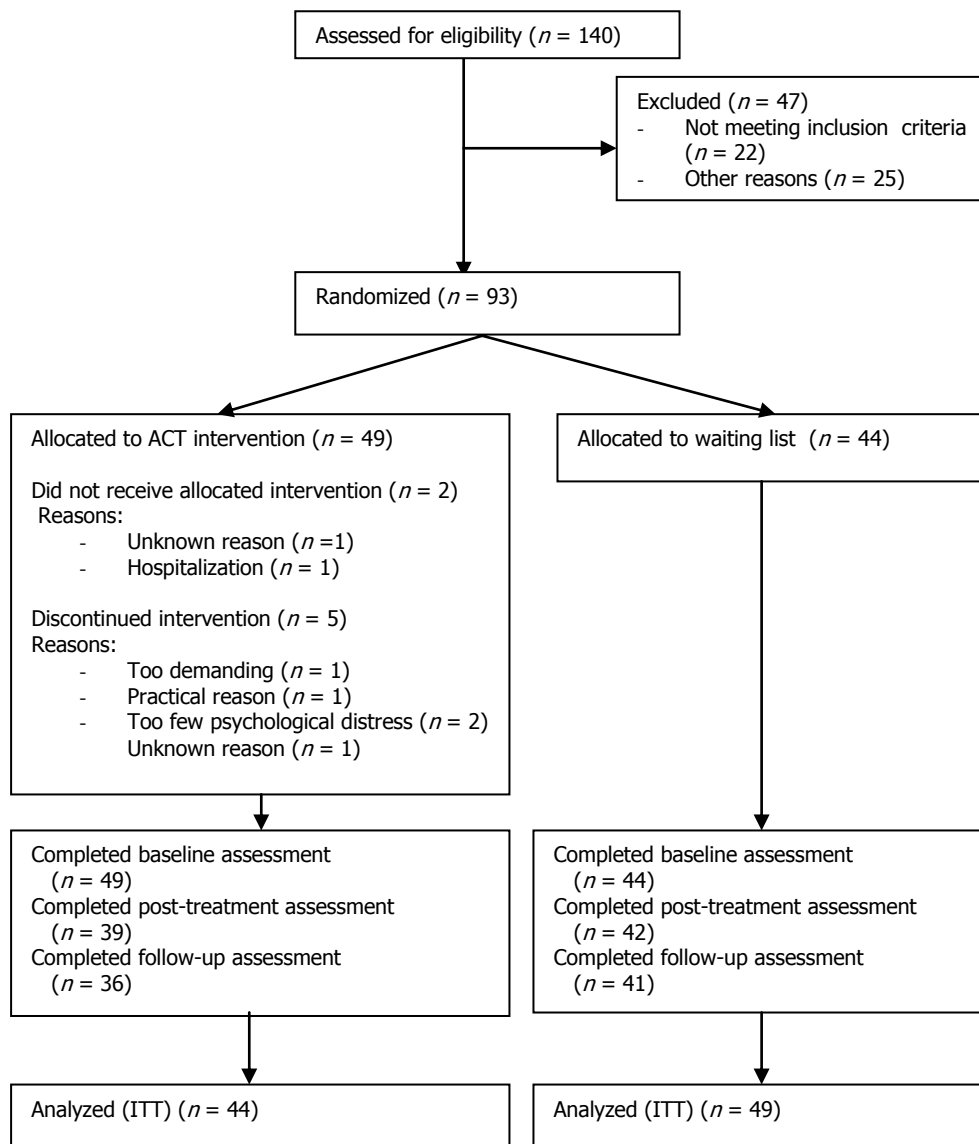 Assessed for eligibility (n = 140)
Excluded (n = 47)
- Not meeting inclusion criteria
(n = 22)
- Other reasons (n = 25)
Randomized (n = 93)
Allocated to ACT intervention (n = 49)
Did not receive allocated intervention (n = 2)
Reasons:
- Unknown reason (n =1)
- Hospitalization (n = 1)
Discontinued intervention (n = 5)
Reasons:
- Too demanding (n = 1)
- Practical reason (n = 1)
- Too few psychological distress (n = 2)
Unknown reason (n = 1)
Allocated to waiting list (n = 44)
Completed baseline assessment
(n = 49)
Completed post-treatment assessment
(n = 39)
Completed follow-up assessment
(n = 36)
Completed baseline assessment
(n = 44)
Completed post-treatment assessment
(n = 42)
Completed follow-up assessment
(n = 41)
Analyzed (ITT) (n = 44)
Analyzed (ITT) (n = 49)